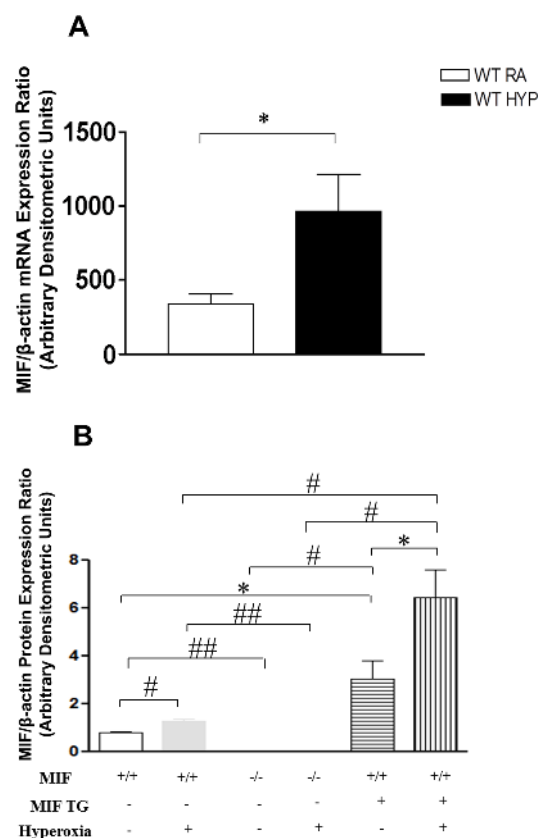 A
WT RA
WT HYP
MIF/β-actin mRNA Expression Ratio
(Arbitrary Densitometric Units)
1500
1000
500
0
*
B
MIF/β-actin Protein Expression Ratio
(Arbitrary Densitometric Units)
8
6
4
2
0
#
#
#
*
*
##
##
#
MIF +/+ +/+ -/- -/- +/+ +/+
MIF TG - - - - + +
Hyperoxia - + - + - +